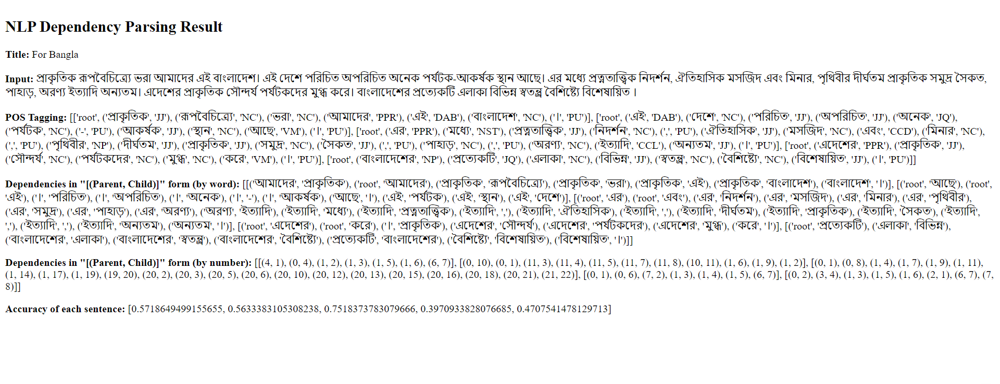 NLP Dependency Parsing Result
Title: For Bangla
Input: প্রাকৃতিক রূপবৈচিত্র্যে ভরা আমাদের এই বাংলাদেশ। এই দেশে পরিচিত অপরিচিত অনেক পর্যটক-আকর্ষক স্থান আছে। এর মধ্যে প্রত্নতাত্ত্বিক নিদর্শন, ঐতিহাসিক মসজিদ এবং মিনার, পৃথিবীর দীর্ঘতম প্রাকৃতিক সমুদ্র সৈকত,
পাহাড়, অরণ্য ইত্যাদি অন্যতম। এদেশের প্রাকৃতিক সৌন্দর্য পর্যটকদের মুগ্ধ করে। বাংলাদেশের প্রত্যেকটি এলাকা বিভিন্ন স্বতন্ত্র বৈশিষ্ট্যে বিশেষায়িত ।
POS Tagging: [['root', ('প্রাকৃতিক', 'JJ'), ('রূপবৈচিত্র্যে', 'NC'), ('ভরা', 'NC'), ('আমাদের', 'PPR'), ('এই', 'DAB'), ('বাংলাদেশ', 'NC'), ('।', 'PU')], ['root', ('এই', 'DAB'), ('দেশে', 'NC'), ('পরিচিত', 'JJ'), ('অপরিচিত', 'JJ'), ('অনেক', 'JQ'),
('পর্যটক', 'NC'), ('-', 'PU'), ('আকর্ষক', 'JJ'), ('স্থান', 'NC'), ('আছে', 'VM'), ('।', 'PU')], ['root', ('এর', 'PPR'), ('মধ্যে', 'NST'), ('প্রত্নতাত্ত্বিক', 'JJ'), ('নিদর্শন', 'NC'), (',', 'PU'), ('ঐতিহাসিক', 'JJ'), ('মসজিদ', 'NC'), ('এবং', 'CCD'), ('মিনার', 'NC'),
(',', 'PU'), ('পৃথিবীর', 'NP'), ('দীর্ঘতম', 'JJ'), ('প্রাকৃতিক', 'JJ'), ('সমুদ্র', 'NC'), ('সৈকত', 'JJ'), (',', 'PU'), ('পাহাড়', 'NC'), (',', 'PU'), ('অরণ্য', 'NC'), ('ইত্যাদি', 'CCL'), ('অন্যতম', 'JJ'), ('।', 'PU')], ['root', ('এদেশের', 'PPR'), ('প্রাকৃতিক', 'JJ'),
('সৌন্দর্য', 'NC'), ('পর্যটকদের', 'NC'), ('মুগ্ধ', 'NC'), ('করে', 'VM'), ('।', 'PU')], ['root', ('বাংলাদেশের', 'NP'), ('প্রত্যেকটি', 'JQ'), ('এলাকা', 'NC'), ('বিভিন্ন', 'JJ'), ('স্বতন্ত্র', 'NC'), ('বৈশিষ্ট্যে', 'NC'), ('বিশেষায়িত', 'JJ'), ('।', 'PU')]]
Dependencies in "[(Parent, Child)]" form (by word): [[('আমাদের', 'প্রাকৃতিক'), ('root', 'আমাদের'), ('প্রাকৃতিক', 'রূপবৈচিত্র্যে'), ('প্রাকৃতিক', 'ভরা'), ('প্রাকৃতিক', 'এই'), ('প্রাকৃতিক', 'বাংলাদেশ'), ('বাংলাদেশ', '।')], [('root', 'আছে'), ('root',
'এই'), ('।', 'পরিচিত'), ('।', 'অপরিচিত'), ('।', 'অনেক'), ('।', '-'), ('।', 'আকর্ষক'), ('আছে', '।'), ('এই', 'পর্যটক'), ('এই', 'স্থান'), ('এই', 'দেশে')], [('root', 'এর'), ('root', 'এবং'), ('এর', 'নিদর্শন'), ('এর', 'মসজিদ'), ('এর', 'মিনার'), ('এর', 'পৃথিবীর'),
('এর', 'সমুদ্র'), ('এর', 'পাহাড়'), ('এর', 'অরণ্য'), ('অরণ্য', 'ইত্যাদি'), ('ইত্যাদি', 'মধ্যে'), ('ইত্যাদি', 'প্রত্নতাত্ত্বিক'), ('ইত্যাদি', ','), ('ইত্যাদি', 'ঐতিহাসিক'), ('ইত্যাদি', ','), ('ইত্যাদি', 'দীর্ঘতম'), ('ইত্যাদি', 'প্রাকৃতিক'), ('ইত্যাদি', 'সৈকত'), ('ইত্যাদি',
','), ('ইত্যাদি', ','), ('ইত্যাদি', 'অন্যতম'), ('অন্যতম', '।')], [('root', 'এদেশের'), ('root', 'করে'), ('।', 'প্রাকৃতিক'), ('এদেশের', 'সৌন্দর্য'), ('এদেশের', 'পর্যটকদের'), ('এদেশের', 'মুগ্ধ'), ('করে', '।')], [('root', 'প্রত্যেকটি'), ('এলাকা', 'বিভিন্ন'),
('বাংলাদেশের', 'এলাকা'), ('বাংলাদেশের', 'স্বতন্ত্র'), ('বাংলাদেশের', 'বৈশিষ্ট্যে'), ('প্রত্যেকটি', 'বাংলাদেশের'), ('বৈশিষ্ট্যে', 'বিশেষায়িত'), ('বিশেষায়িত', '।')]]
Dependencies in "[(Parent, Child)]" form (by number): [[(4, 1), (0, 4), (1, 2), (1, 3), (1, 5), (1, 6), (6, 7)], [(0, 10), (0, 1), (11, 3), (11, 4), (11, 5), (11, 7), (11, 8), (10, 11), (1, 6), (1, 9), (1, 2)], [(0, 1), (0, 8), (1, 4), (1, 7), (1, 9), (1, 11),
(1, 14), (1, 17), (1, 19), (19, 20), (20, 2), (20, 3), (20, 5), (20, 6), (20, 10), (20, 12), (20, 13), (20, 15), (20, 16), (20, 18), (20, 21), (21, 22)], [(0, 1), (0, 6), (7, 2), (1, 3), (1, 4), (1, 5), (6, 7)], [(0, 2), (3, 4), (1, 3), (1, 5), (1, 6), (2, 1), (6, 7), (7,
8)]]
Accuracy of each sentence: [0.5718649499155655, 0.5633383105308238, 0.7518373783079666, 0.3970933828076685, 0.4707541478129713]